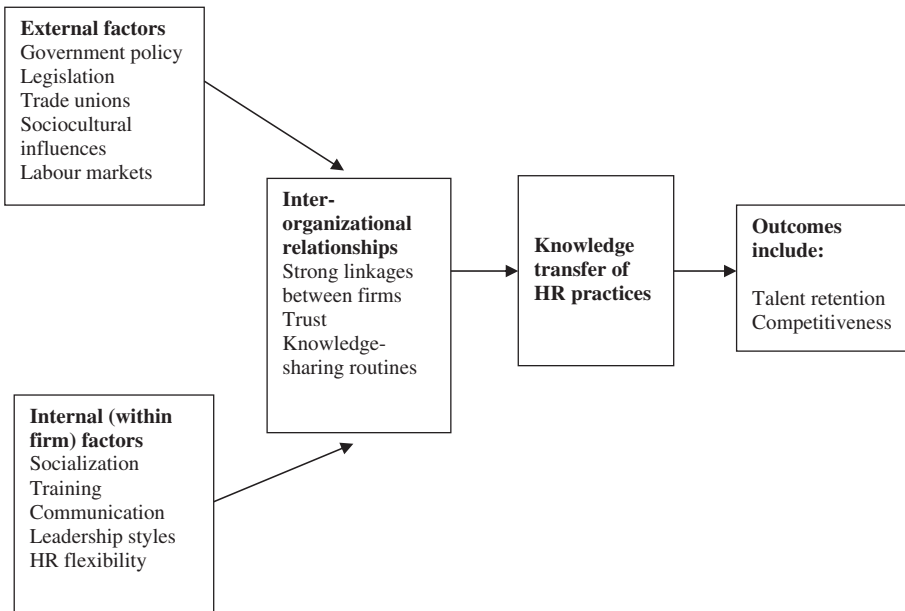 External factors
Government policy
Legislation
Trade unions
Sociocultural
influences
Labour markets
Inter-
organizational
relationships
Strong linkages
between firms
Trust
Knowledge-
sharing routines
Knowledge
transfer of
HR practices
Outcomes
include:
Talent retention
Competitiveness
Internal (within
firm) factors
Socialization
Training
Communication
Leadership styles
HR flexibility